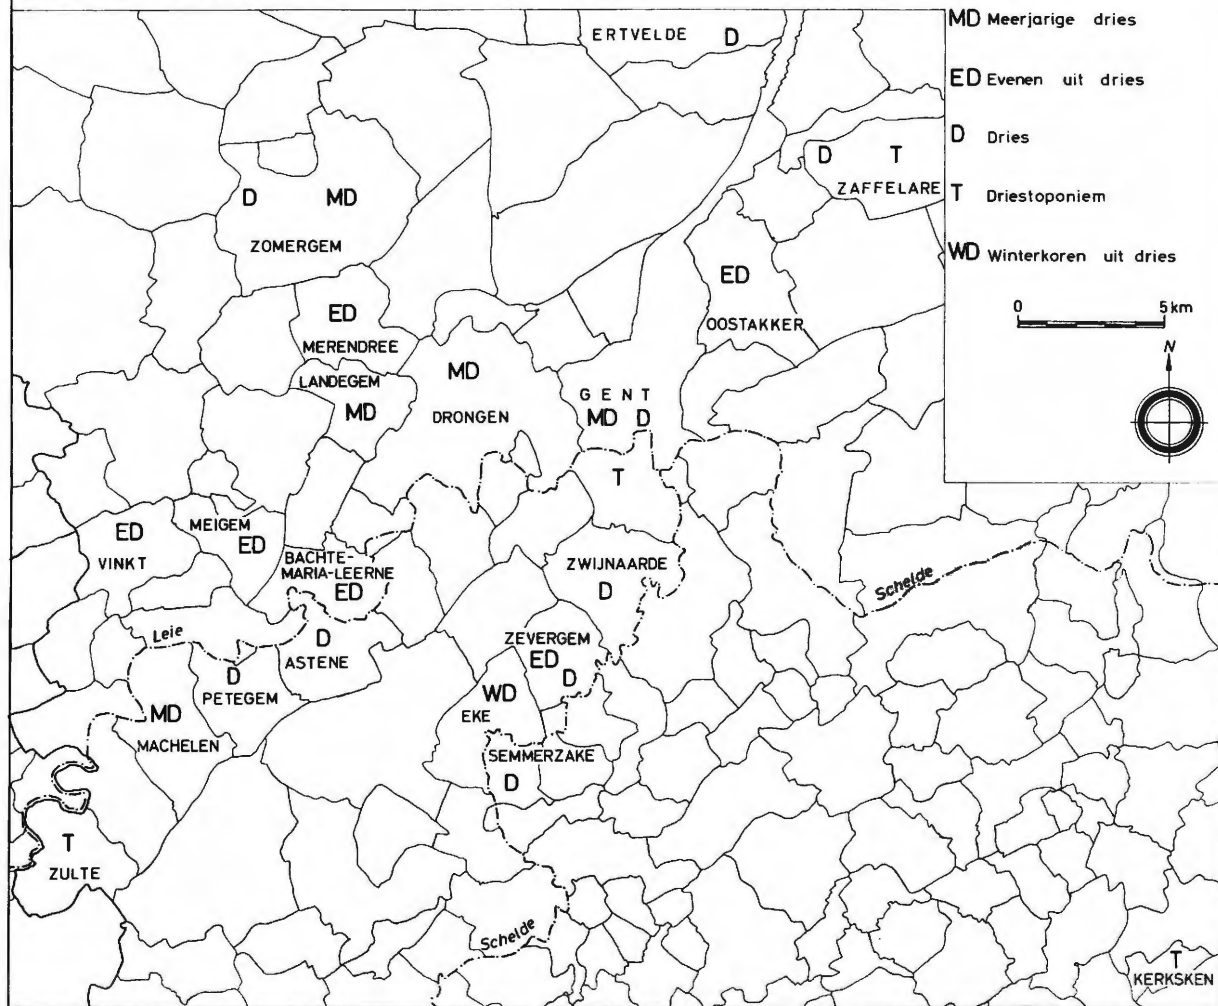 MD Meerjarige dries
ED Evenen uit dries
D Dries
T Driestoponiem
WD Winterkoren uit dries
0 5 km
N
ERTVELDE D
D T
ZAFFELARE
D MD
ZOMERGEM
ED
OOSTAKKER
ED
MERENDREE
LANDEGEM
MD
MD
DRONGEN
GENT
MD D
T
ED
VINKT
MEIGEM
ED
BACHTE-
MARIA-LEERNE
ED
ZWIJNAARDE
D
Schelde
Leie
D
ASTENE
D
PETEGEM
ZEVERGEM
ED D
WD
EKE
MD
MACHELEN
SEMMERZAKE
D
T
ZULTE
Schelde
T
KERKSKEN